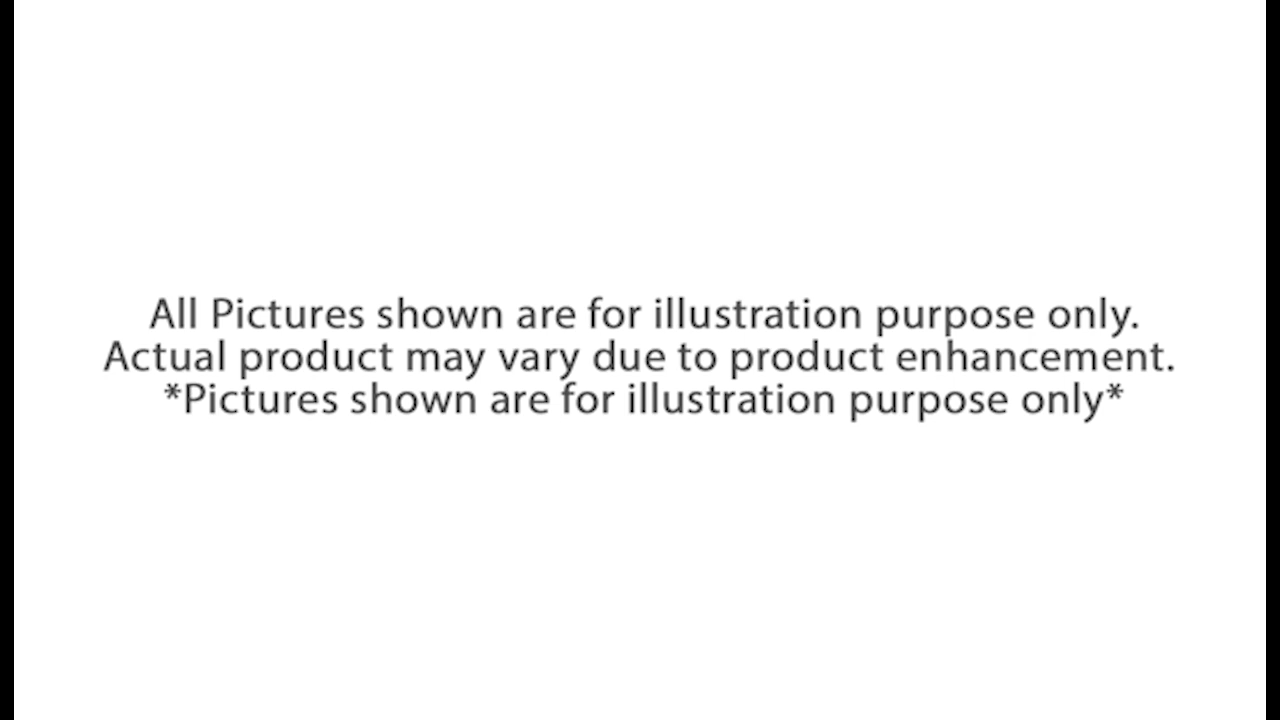 All Pictures shown are for illustration purpose only.
Actual product may vary due to product enhancement.
*Pictures shown are for illustration purpose only*